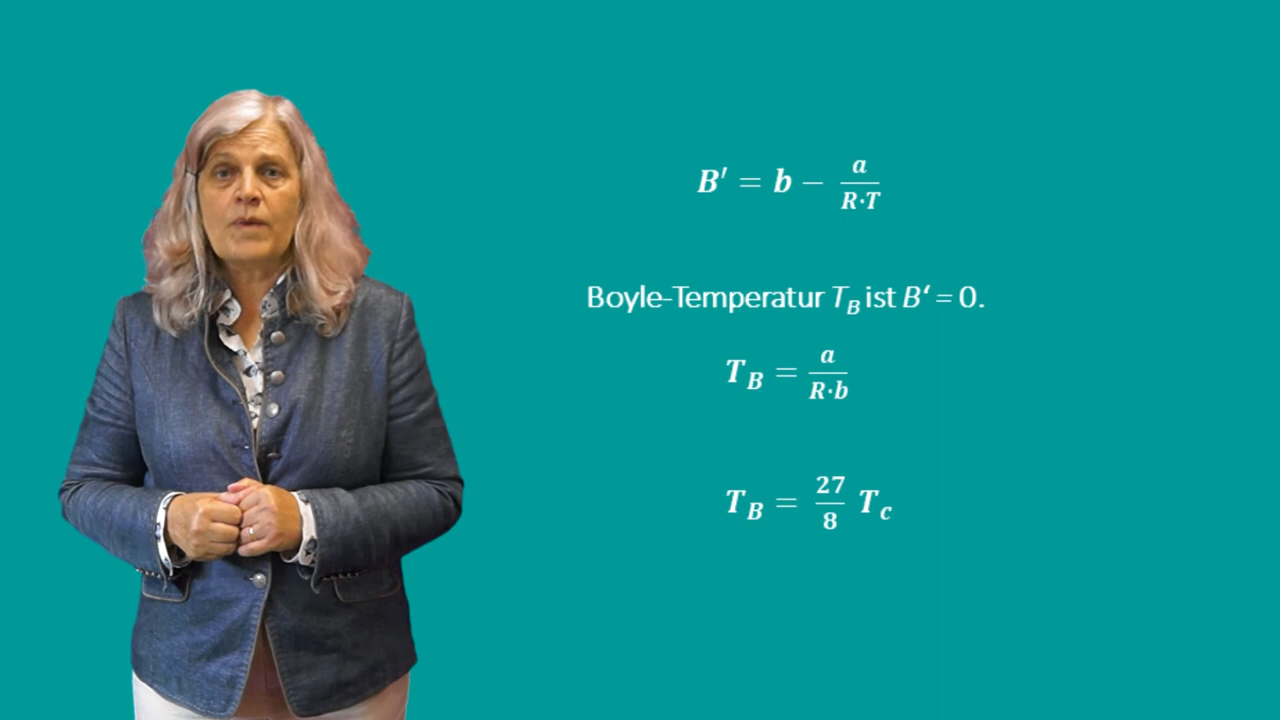 B′ = b − a/(R·T)
Boyle-Temperatur T_B ist B′ = 0.
T_B = a/(R·b)
T_B = 27/8 T_c